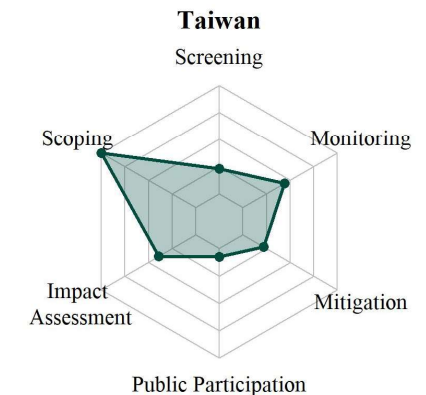 Taiwan
Screening
Scoping
Monitoring
Impact
Assessment
Mitigation
Public Participation